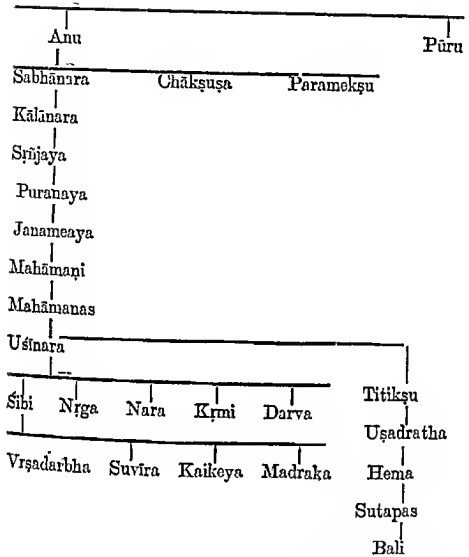 Anu Pūru
Sabhānara Chākṣuṣa Paramekṣu
Kālānara
Sṛñjaya
Puranaya
Janameaya
Mahāmaṇi
Mahāmanas
Uśīnara
Titikṣu
Śibi Nṛga Nara Kṛmi Darva
Uṣadratha
Vṛṣadarbha Suvīra Kaikeya Madraka Hema
Sutapas
Bali